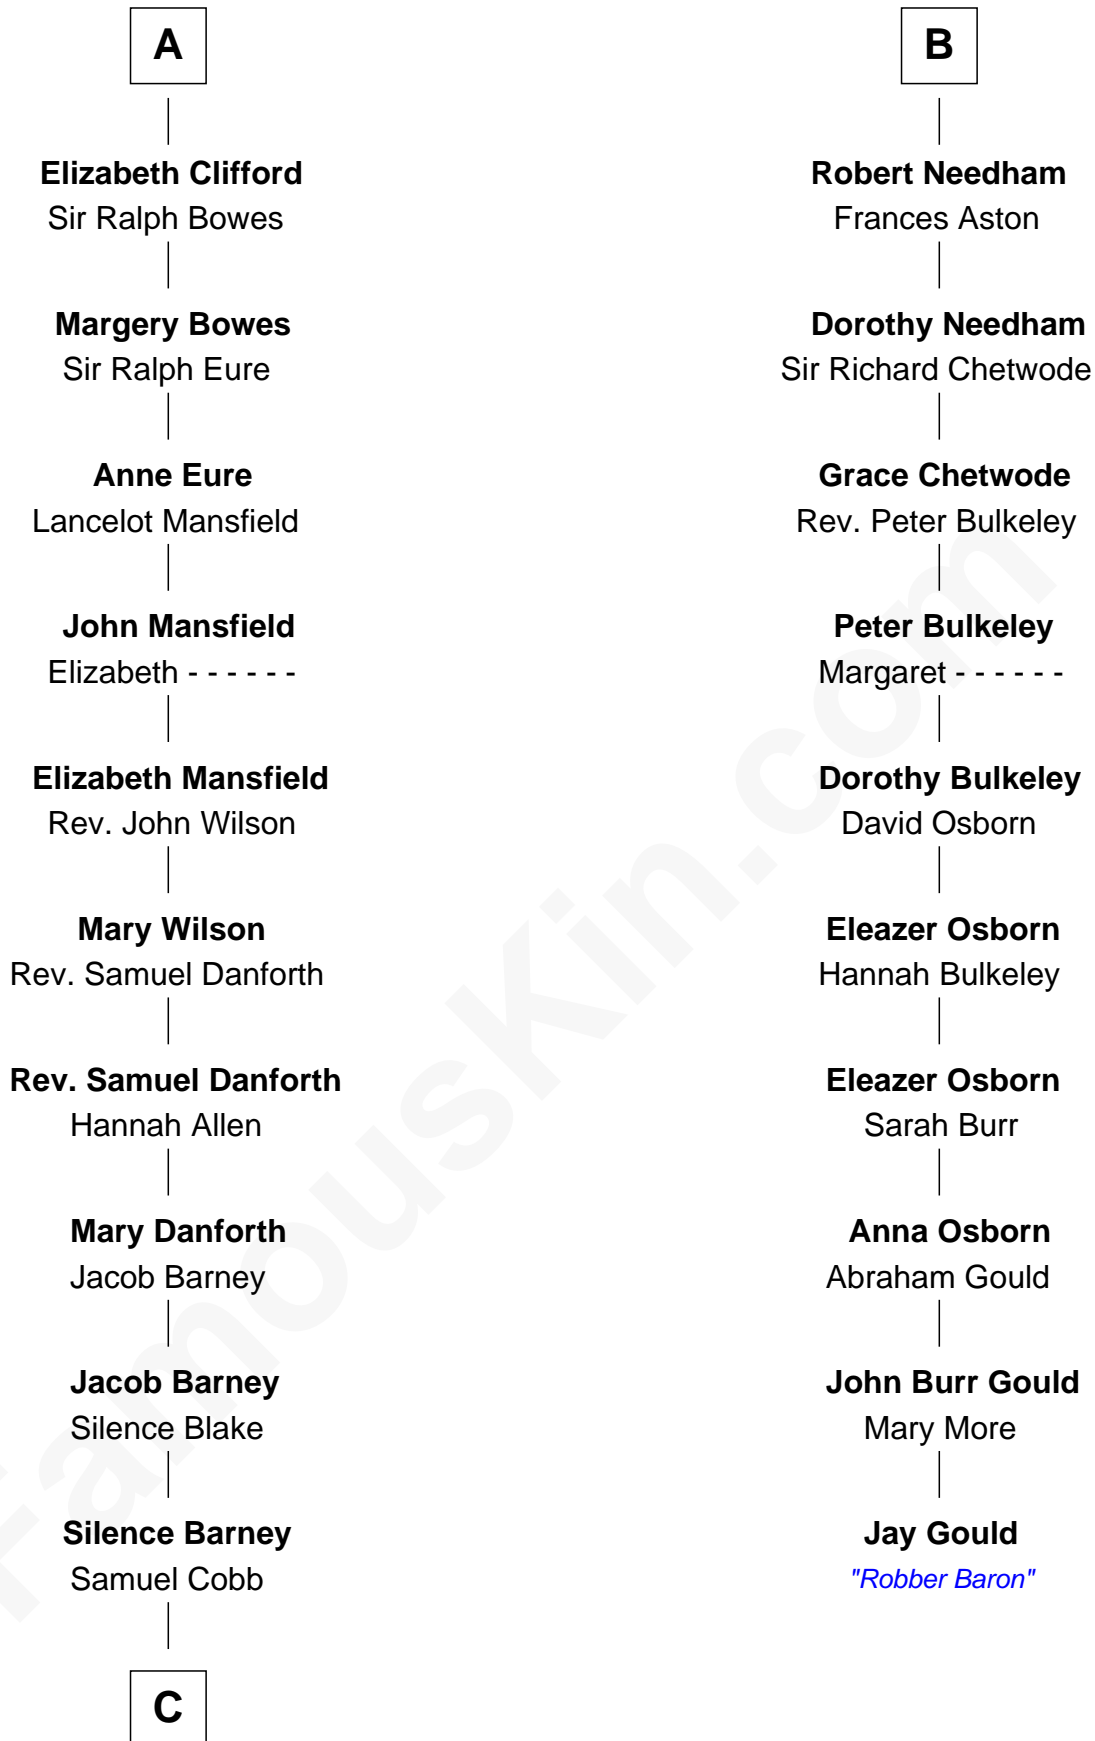 A
Elizabeth Clifford
Sir Ralph Bowes
Margery Bowes
Sir Ralph Eure
Anne Eure
Lancelot Mansfield
John Mansfield
Elizabeth - - - - - -
Elizabeth Mansfield
Rev. John Wilson
Mary Wilson
Rev. Samuel Danforth
Rev. Samuel Danforth
Hannah Allen
Mary Danforth
Jacob Barney
Jacob Barney
Silence Blake
Silence Barney
Samuel Cobb
C
B
Robert Needham
Frances Aston
Dorothy Needham
Sir Richard Chetwode
Grace Chetwode
Rev. Peter Bulkeley
Peter Bulkeley
Margaret - - - - - -
Dorothy Bulkeley
David Osborn
Eleazer Osborn
Hannah Bulkeley
Eleazer Osborn
Sarah Burr
Anna Osborn
Abraham Gould
John Burr Gould
Mary More
Jay Gould
"Robber Baron"
FamousKin.com